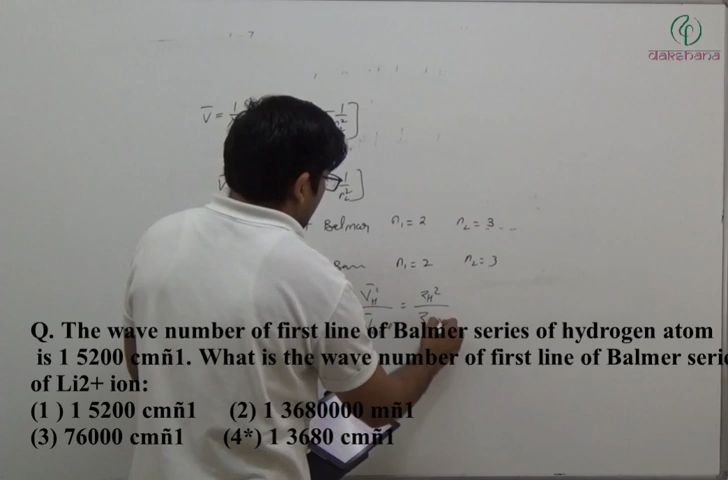 dakshana
Balmar n₁ = 2 n₂ = 3 ...
n₁ = 2 n₂ = 3
Q. The wave number of first line of Balmer series of hydrogen atom
is 1 5200 cmñ1. What is the wave number of first line of Balmer serie
of Li2+ ion:
(1 ) 1 5200 cmñ1 (2) 1 3680000 mñ1
(3) 76000 cmñ1 (4*) 1 3680 cmñ1